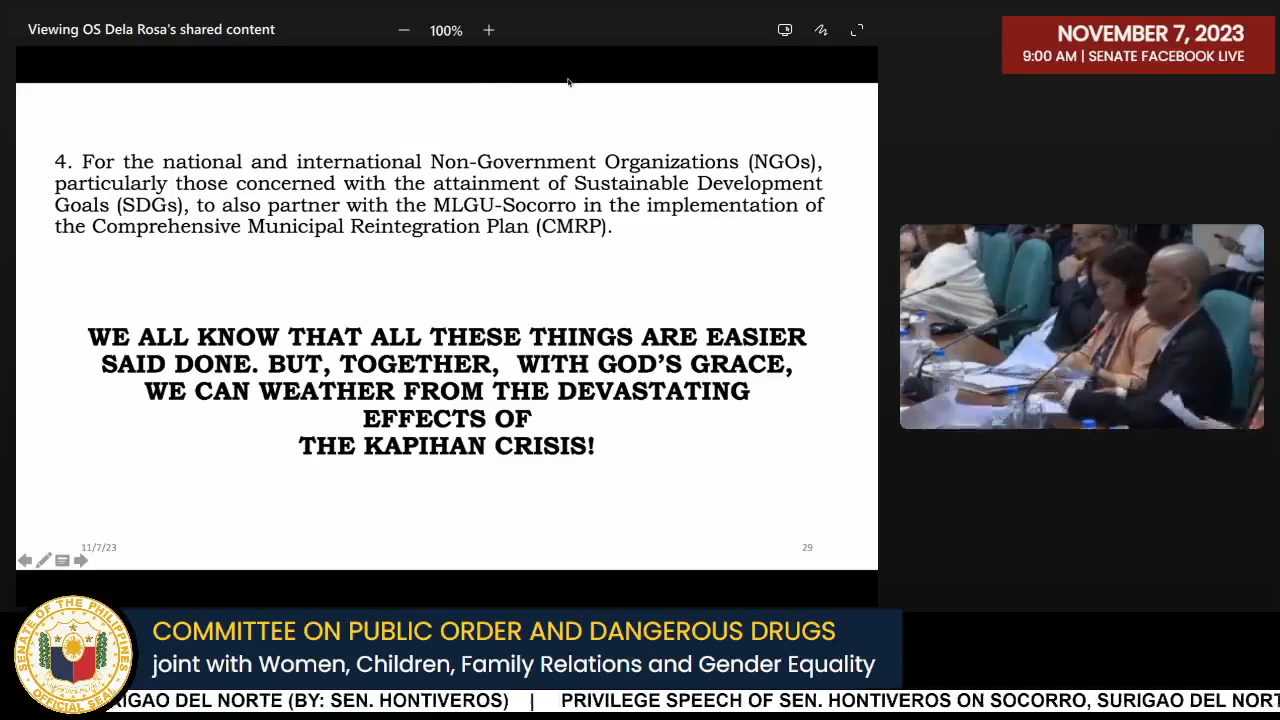 Viewing OS Dela Rosa's shared content
100%
NOVEMBER 7, 2023
9:00 AM | SENATE FACEBOOK LIVE
4. For the national and international Non-Government Organizations (NGOs),
particularly those concerned with the attainment of Sustainable Development
Goals (SDGs), to also partner with the MLGU-Socorro in the implementation of
the Comprehensive Municipal Reintegration Plan (CMRP).
WE ALL KNOW THAT ALL THESE THINGS ARE EASIER
SAID DONE. BUT, TOGETHER, WITH GOD'S GRACE,
WE CAN WEATHER FROM THE DEVASTATING
EFFECTS OF
THE KAPIHAN CRISIS!
11/7/23
29
SENATE OF THE PHILIPPINES
OFFICIAL SEAL
COMMITTEE ON PUBLIC ORDER AND DANGEROUS DRUGS
joint with Women, Children, Family Relations and Gender Equality
RIGAO DEL NORTE (BY: SEN. HONTIVEROS) | PRIVILEGE SPEECH OF SEN. HONTIVEROS ON SOCORRO, SURIGAO DEL NORT